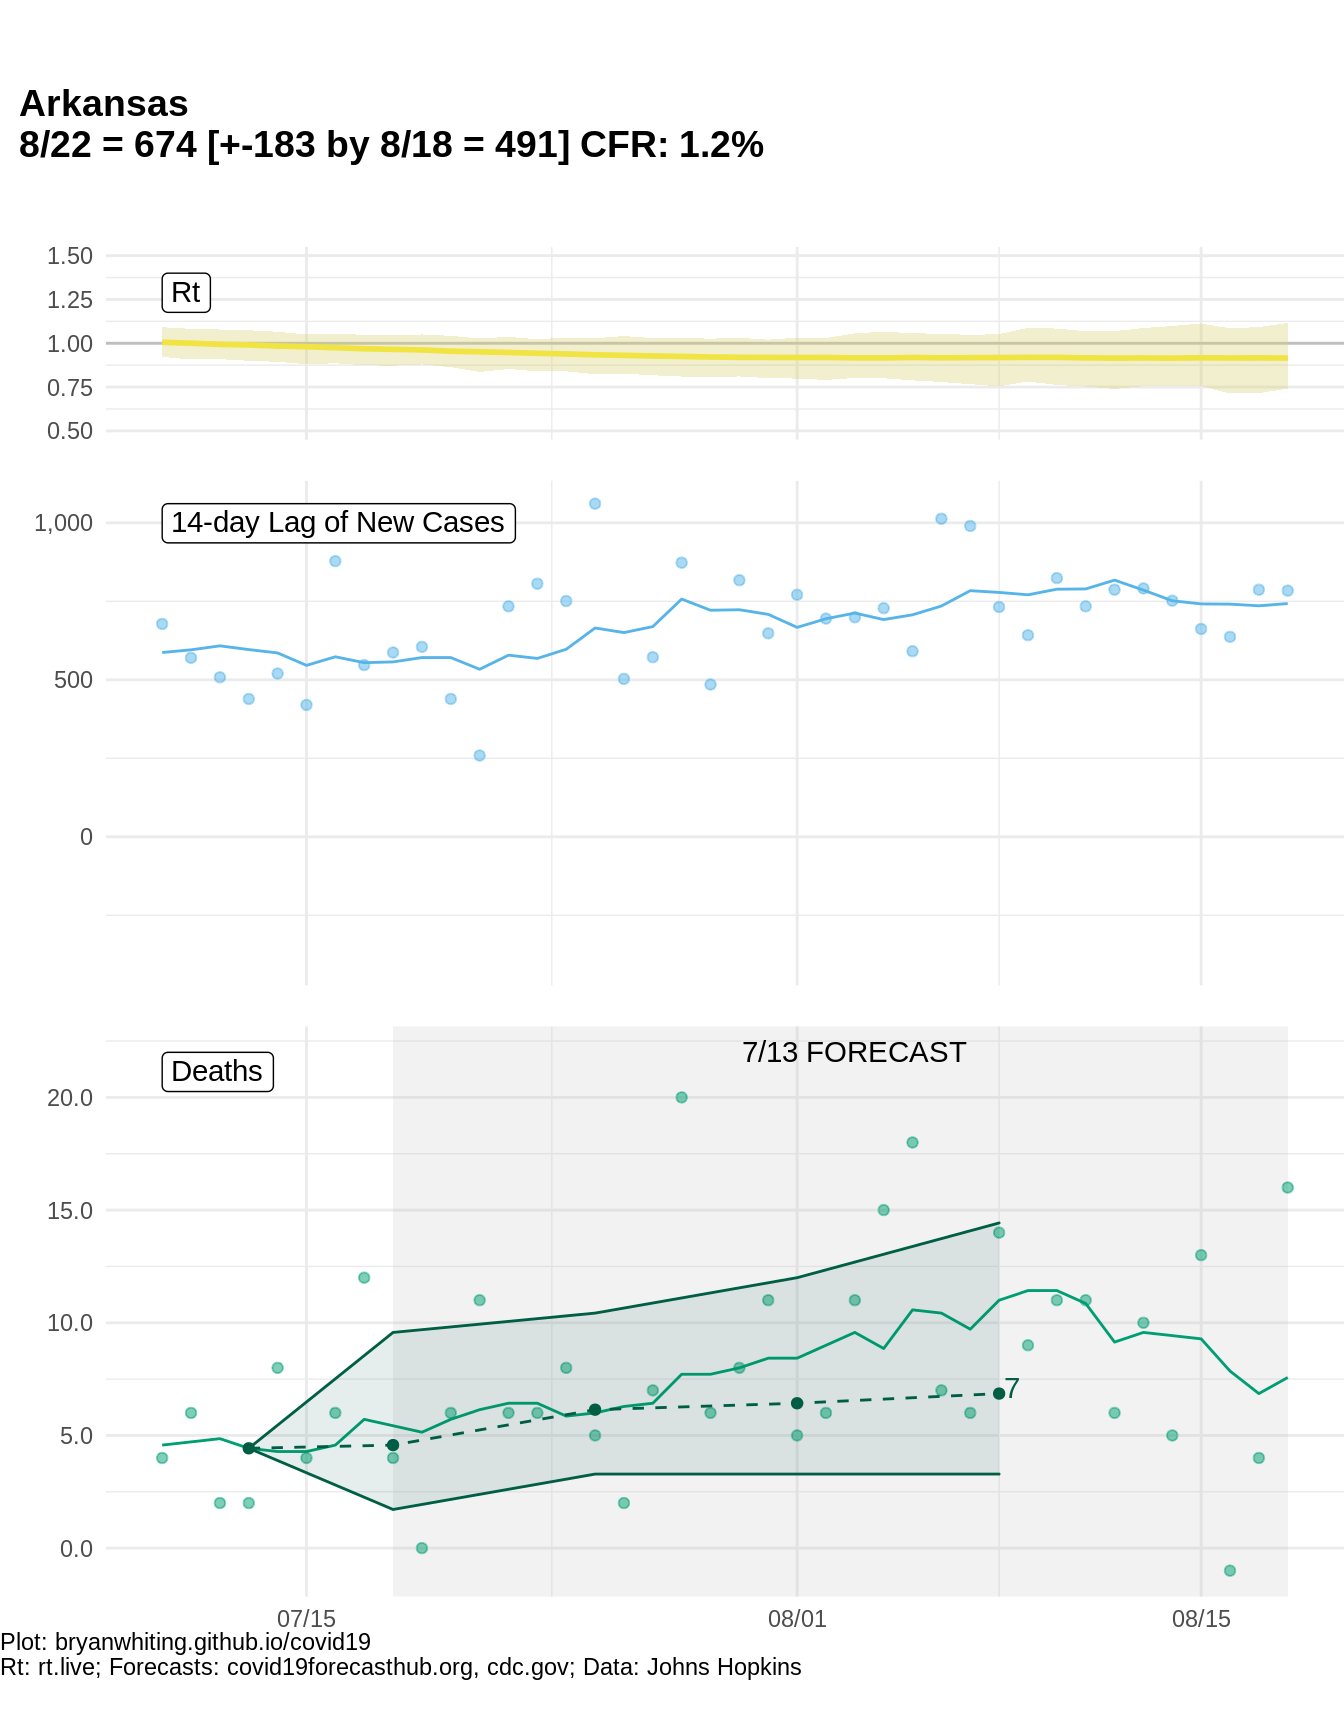 Arkansas
8/22 = 674 [+-183 by 8/18 = 491] CFR: 1.2%
1.50
Rt
1.25
1.00
0.75
0.50
14-day Lag of New Cases
1,000
500
0
7/13 FORECAST
Deaths
20.0
15.0
10.0
7
5.0
0.0
07/15
08/01
08/15
Plot: bryanwhiting.github.io/covid19
Rt: rt.live; Forecasts: covid19forecasthub.org, cdc.gov; Data: Johns Hopkins